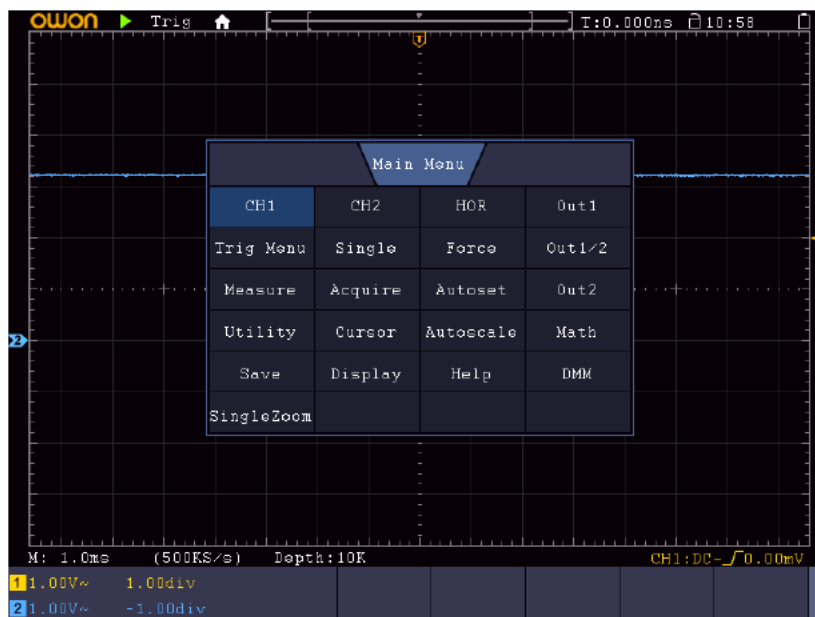 OWON Trig T:0.000ns 10:58
T
Main Menu
CH1 CH2 HOR Out1
Trig Menu Single Force Out1/2
Measure Acquire Autoset Out2
Utility Cursor Autoscale Math
2
Save Display Help DMM
SingleZoom
M: 1.0ms (500KS/s) Depth:10K CH1:DC- 0.00mV
1 1.00V~ 1.00div
2 1.00V~ -1.00div